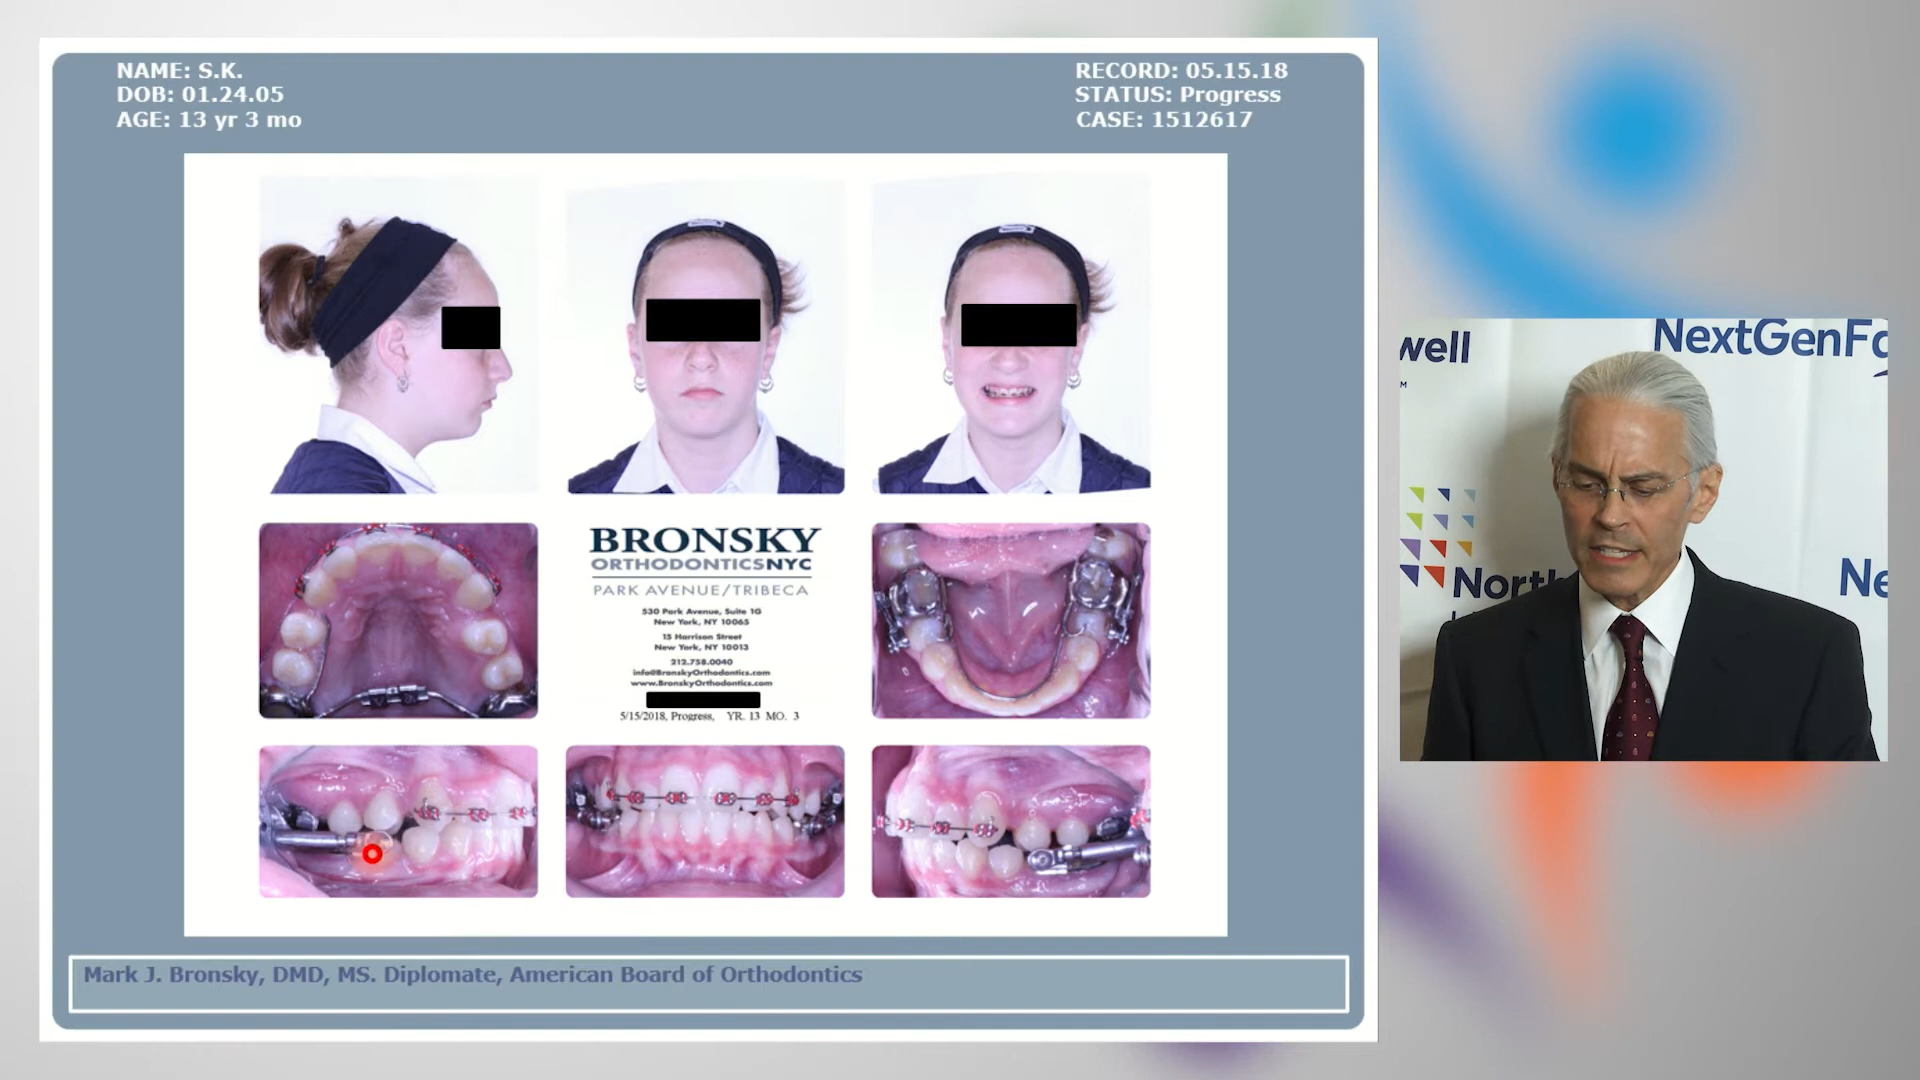 NAME: S.K.
DOB: 01.24.05
AGE: 13 yr 3 mo
RECORD: 05.15.18
STATUS: Progress
CASE: 1512617
BRONSKY
ORTHODONTICSNYC
PARK AVENUE/TRIBECA
530 Park Avenue, Suite 1G
New York, NY 10065
15 Harrison Street
New York, NY 10013
212.758.0040
info@BronskyOrthodontics.com
www.BronskyOrthodontics.com
5/15/2018, Progress, YR. 13 MO. 3
Mark J. Bronsky, DMD, MS. Diplomate, American Board of Orthodontics
well
NextGenFa
North
Ne